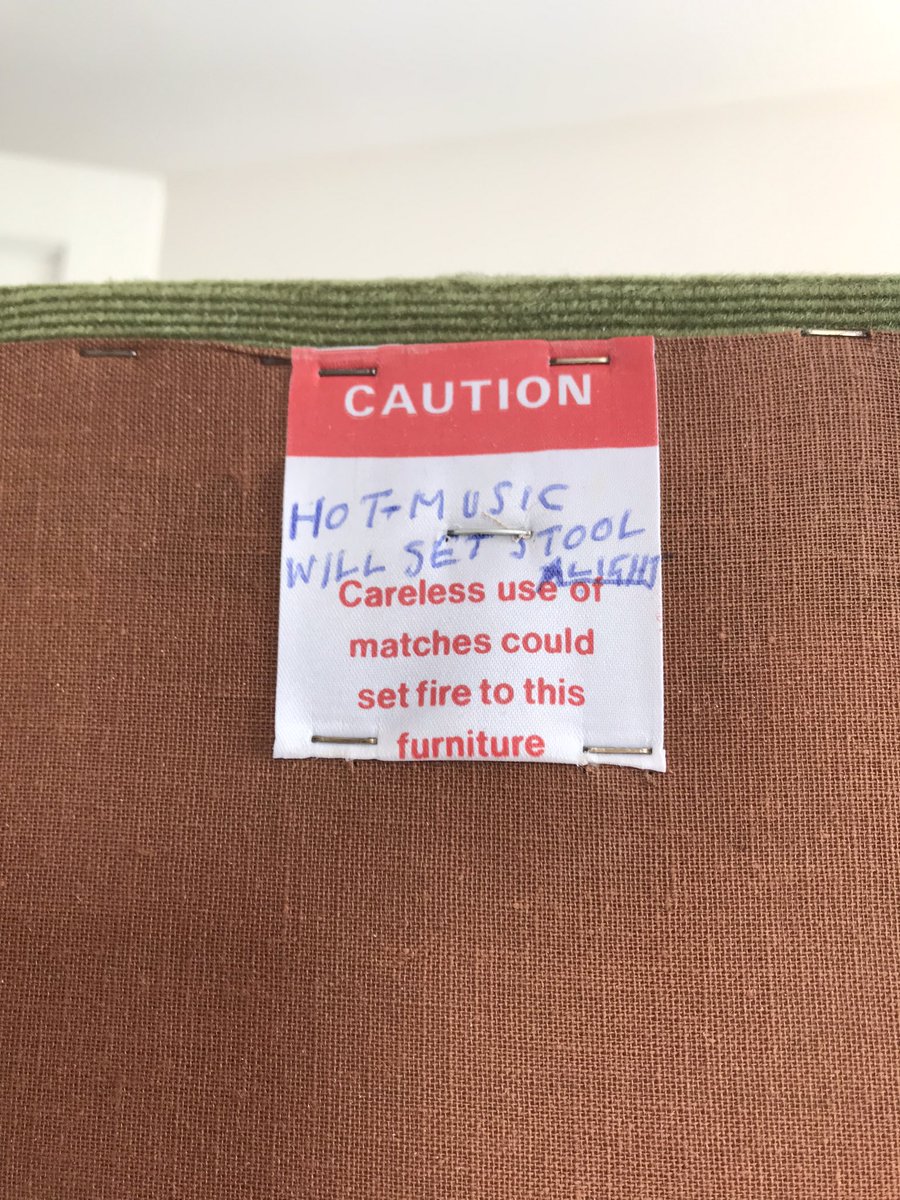 CAUTION
HOT-MUSIC
WILL SET STOOL
ALIGHT
Careless use of
matches could
set fire to this
furniture